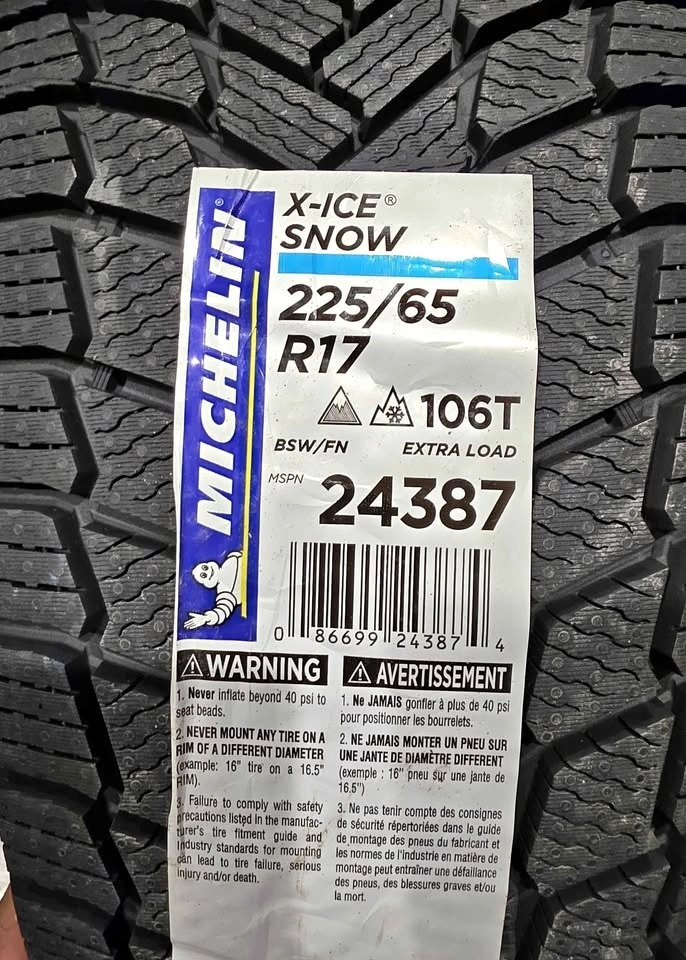 MICHELIN®
X-ICE®
SNOW
225/65
R17
106T
BSW/FN EXTRA LOAD
MSPN 24387
0 86699 24387 4
WARNING
1. Never inflate beyond 40 psi to
seat beads.
2. NEVER MOUNT ANY TIRE ON A
RIM OF A DIFFERENT DIAMETER
(example: 16" tire on a 16.5"
RIM).
3. Failure to comply with safety
precautions listed in the manufac-
turer's tire fitment guide and
industry standards for mounting
can lead to tire failure, serious
injury and/or death.
AVERTISSEMENT
1. Ne JAMAIS gonfler à plus de 40 psi
pour positionner les bourrelets.
2. NE JAMAIS MONTER UN PNEU SUR
UNE JANTE DE DIAMÈTRE DIFFERENT
(exemple : 16" pneu sur une jante de
16.5")
3. Ne pas tenir compte des consignes
de sécurité répertoriées dans le guide
de montage des pneus du fabricant et
les normes de l'industrie en matière de
montage peut entraîner une défaillance
des pneus, des blessures graves et/ou
la mort.